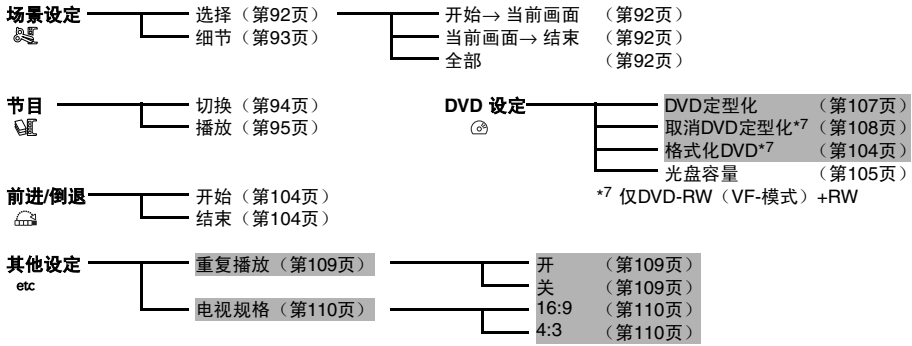 场景设定 选择（第92页） 开始→ 当前画面 （第92页）
细节（第93页） 当前画面→ 结束 （第92页）
全部 （第92页）
节目 切换（第94页） DVD 设定 DVD定型化 （第107页）
播放（第95页） 取消DVD定型化*7（第108页）
格式化DVD*7 （第104页）
光盘容量 （第105页）
*7 仅DVD-RW（VF-模式）+RW
前进/倒退 开始（第104页）
结束（第104页）
其他设定 重复播放（第109页） 开 （第109页）
etc 关 （第109页）
电视规格（第110页） 16:9 （第110页）
4:3 （第110页）